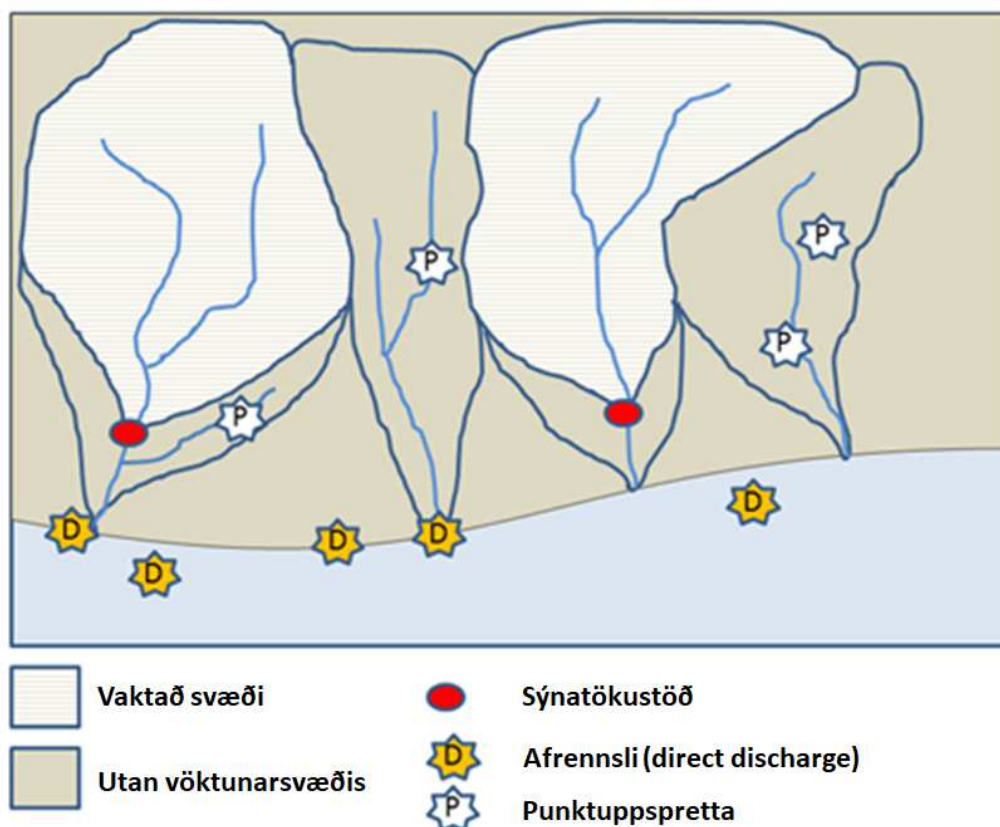 P
P
P
P
P
D
D
D
D
D
Vaktað svæði
Sýnatökustöð
Utan vöktunarsvæðis
D
Afrennsli (direct discharge)
P
Punktuppspretta